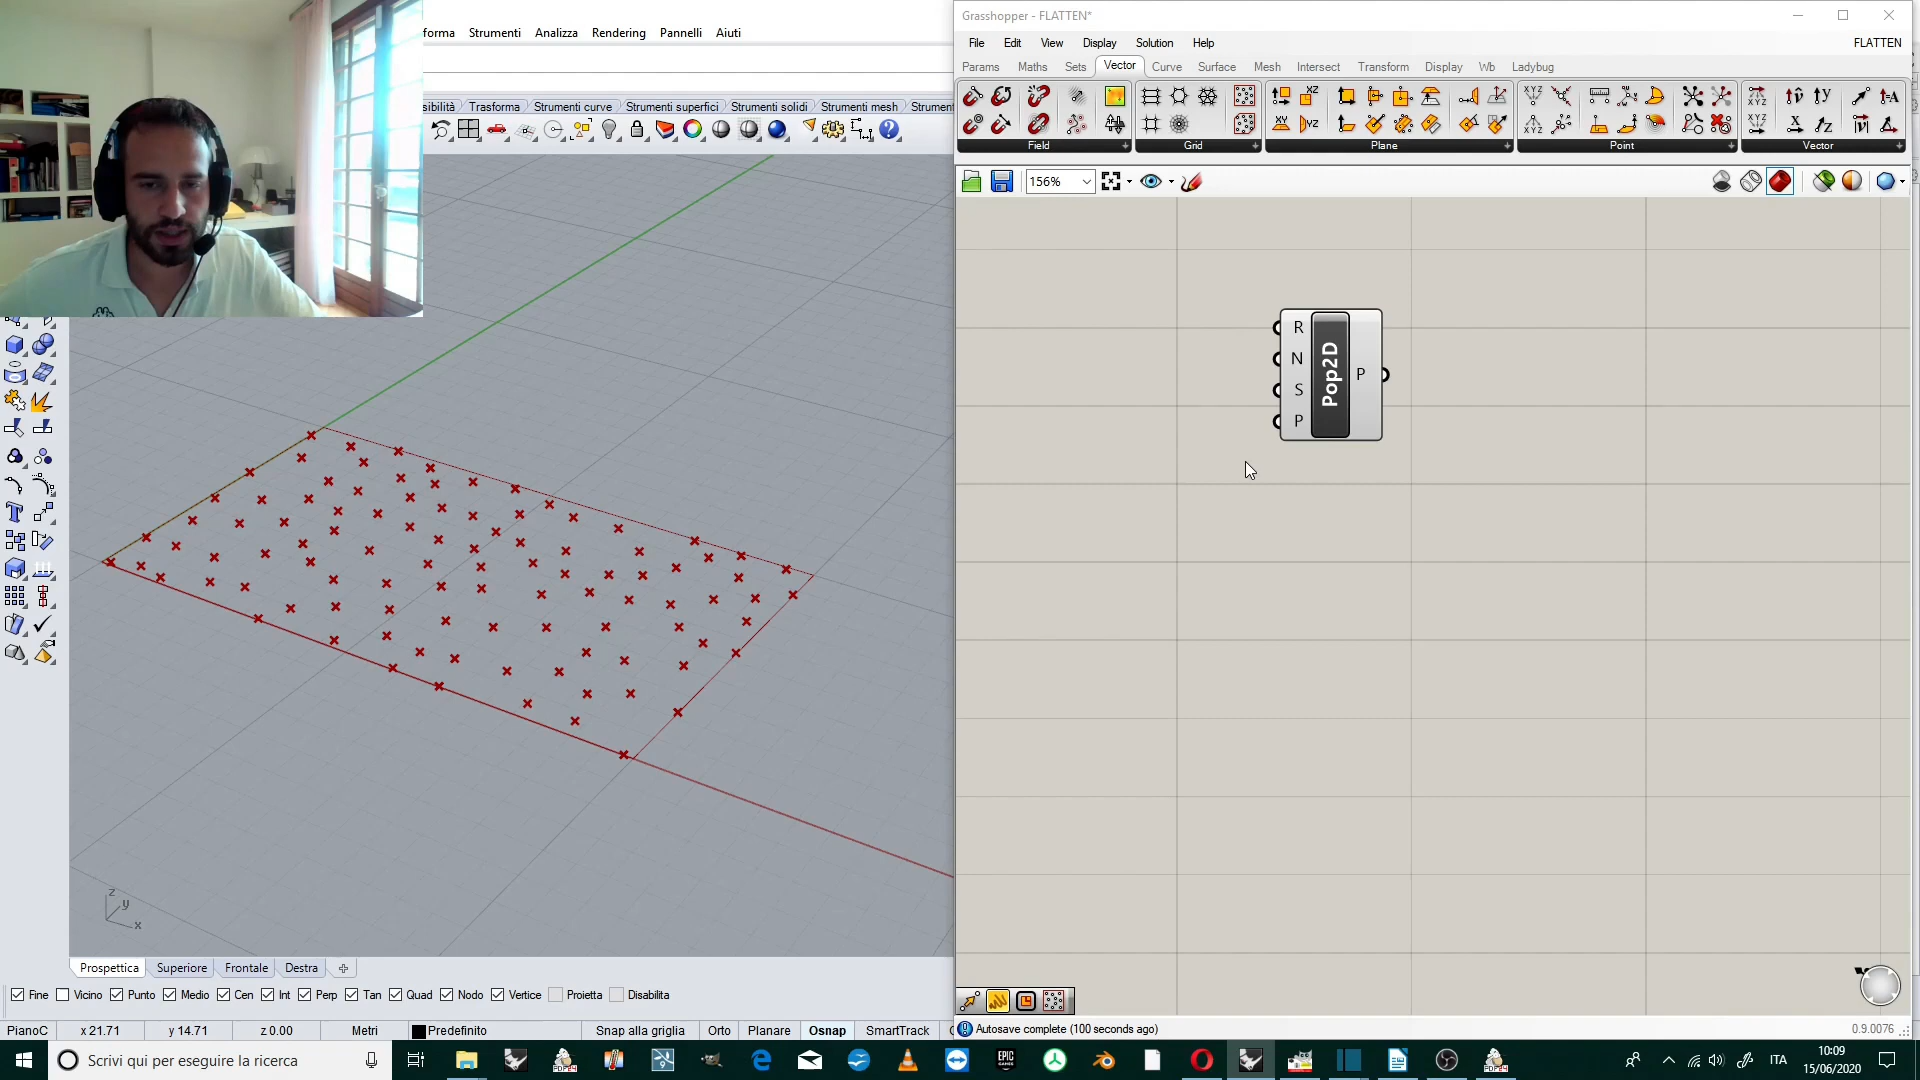 Grasshopper - FLATTEN*
forma Strumenti Analizza Rendering Pannelli Aiuti
File Edit View Display Solution Help FLATTEN
Params Maths Sets Vector Curve Surface Mesh Intersect Transform Display Wb Ladybug
sibilità Trasforma Strumenti curve Strumenti superfici Strumenti solidi Strumenti mesh Strument
Field Grid Plane Point Vector
156%
R
N
S
P
Pop2D
P
z
y
x
Prospettica Superiore Frontale Destra
Fine Vicino Punto Medio Cen Int Perp Tan Quad Nodo Vertice Proietta Disabilita
PianoC x 21.71 y 14.71 z 0.00 Metri Predefinito Snap alla griglia Orto Planare Osnap SmartTrack
Autosave complete (100 seconds ago) 0.9.0076
Scrivi qui per eseguire la ricerca
ITA
10:09
15/06/2020